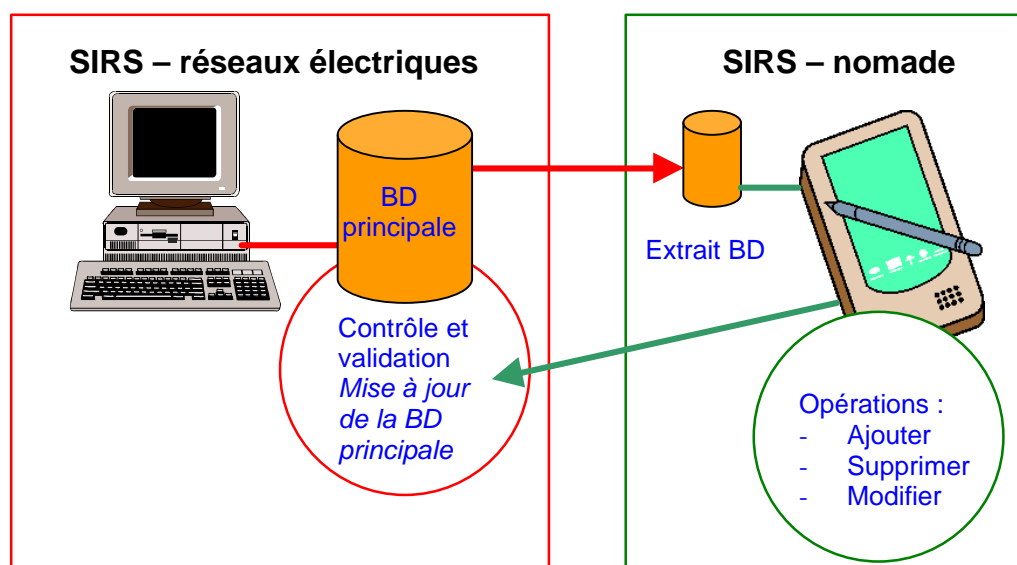 SIRS – réseaux électriques
BD
principale
Contrôle et
validation
Mise à jour
de la BD
principale
SIRS – nomade
Extrait BD
Opérations :
- Ajouter
- Supprimer
- Modifier